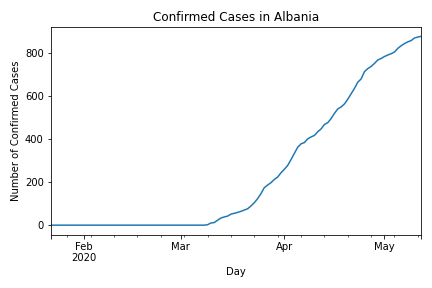 Confirmed Cases in Albania
Number of Confirmed Cases
800
600
400
200
0
Feb
2020
Mar
Apr
May
Day